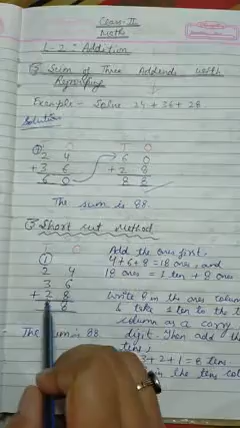 Class-II
Maths
L-2: Addition
Q Sum of Three Addends with
Regrouping
Example- Solve 24+36+28
Solution
T O T O
1
2 4 6 0
+3 6 +2 8
6 0 8 8
The sum is 88.
Q Short cut method
T O Add the ones first,
1 4+6+8=18 ones, and
2 4 18 ones = 1 ten + 8 ones
3 6
+2 8 Write 8 in the ones column
8 & take 1 ten to the
column as a carry
The sum is 88 digit. Then add the
tens,
3+2+1=8 tens
in the tens